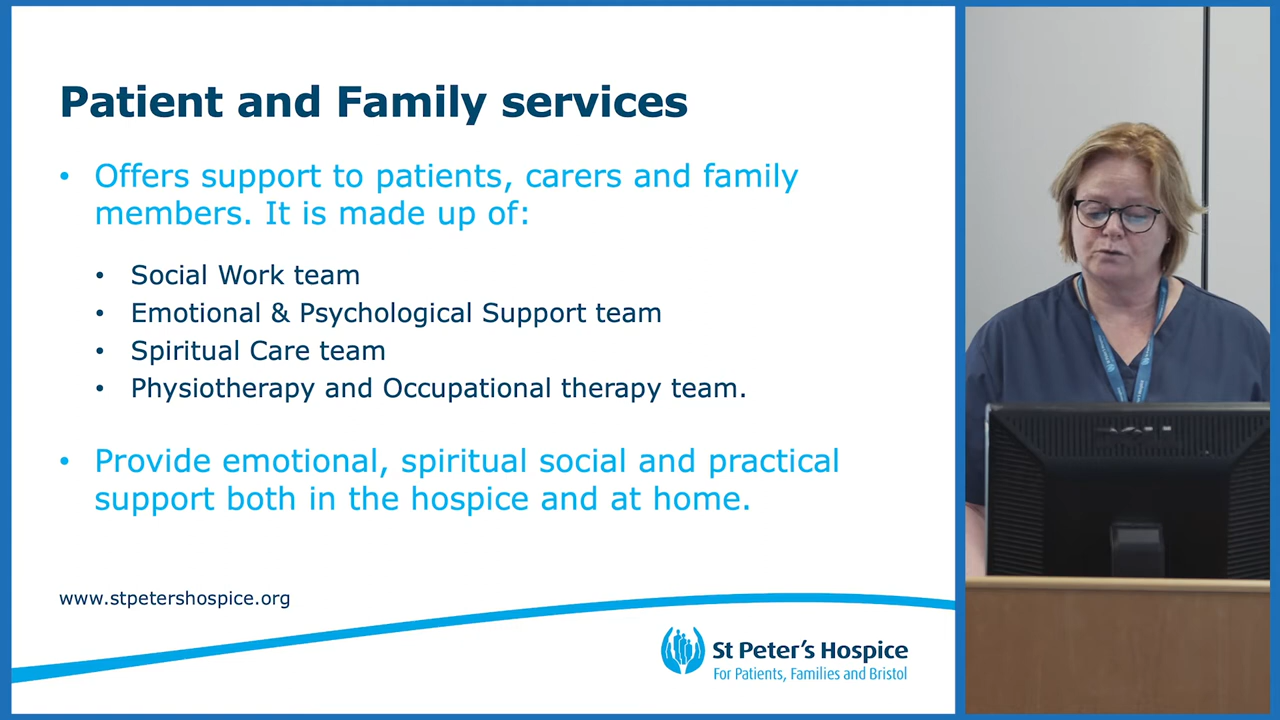 Patient and Family services
• Offers support to patients, carers and family
members. It is made up of:
• Social Work team
• Emotional & Psychological Support team
• Spiritual Care team
• Physiotherapy and Occupational therapy team.
• Provide emotional, spiritual social and practical
support both in the hospice and at home.
www.stpetershospice.org
St Peter's Hospice
For Patients, Families and Bristol
DELL